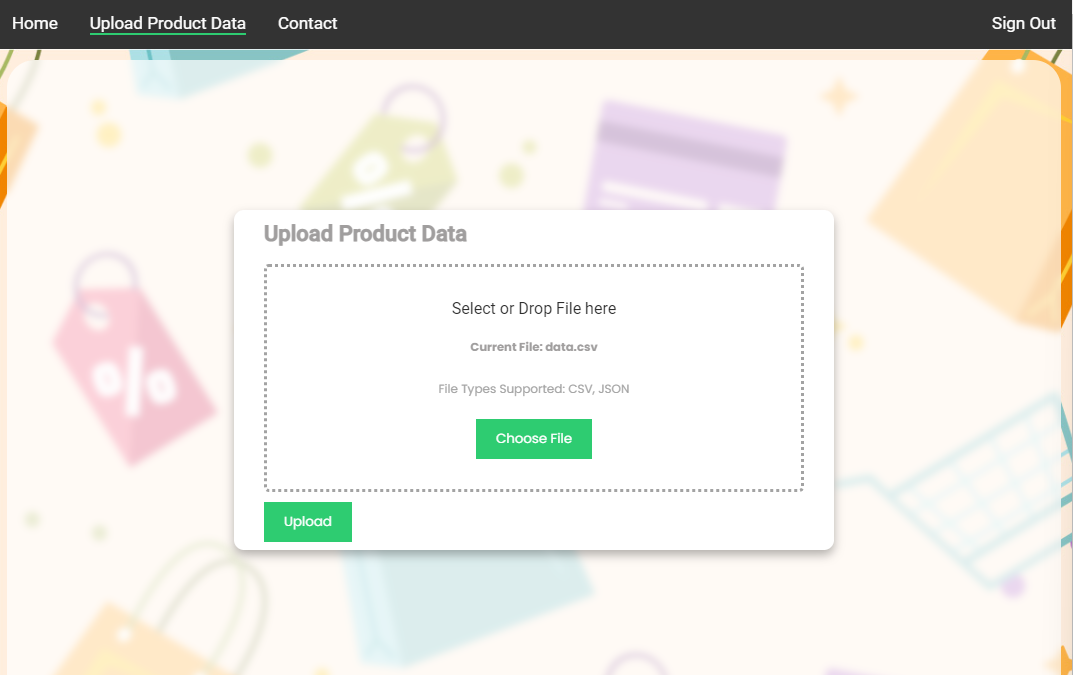 Home Upload Product Data Contact Sign Out
Upload Product Data
Select or Drop File here
Current File: data.csv
File Types Supported: CSV, JSON
Choose File
Upload
%
%